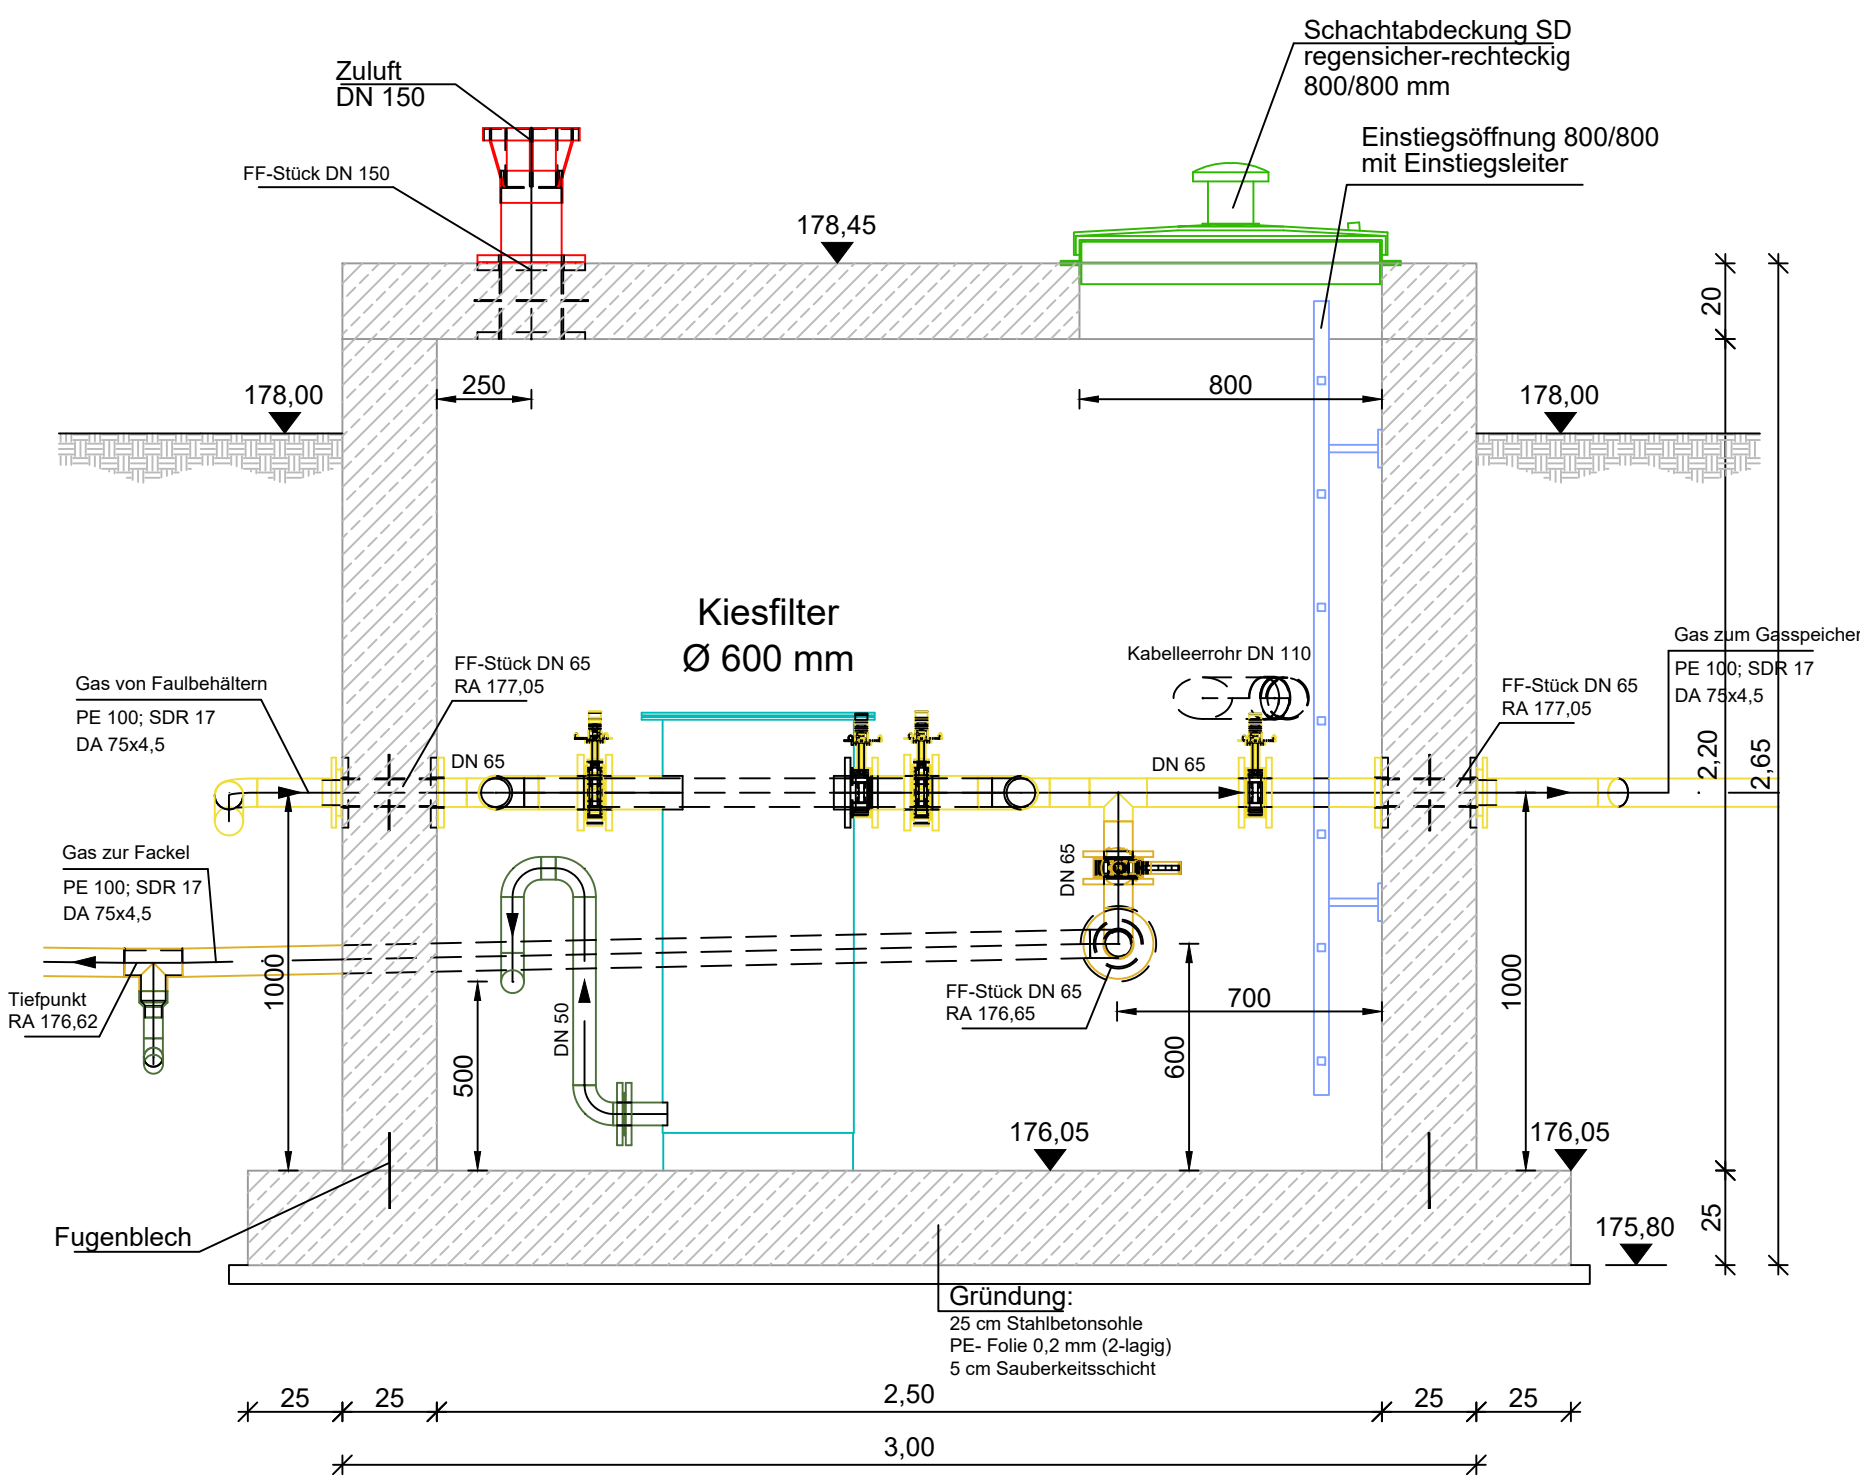 Schachtabdeckung SD
regensicher-rechteckig
800/800 mm
Zuluft
DN 150
Einstiegsöffnung 800/800
mit Einstiegsleiter
FF-Stück DN 150
178,45
20
250
800
178,00
178,00
Kiesfilter
Ø 600 mm
Kabelleerrohr DN 110
Gas zum Gasspeicher
PE 100; SDR 17
DA 75x4,5
FF-Stück DN 65
RA 177,05
Gas von Faulbehältern
PE 100; SDR 17
DA 75x4,5
FF-Stück DN 65
RA 177,05
DN 65
DN 65
2,20
2,65
Gas zur Fackel
PE 100; SDR 17
DA 75x4,5
DN 65
1000
Tiefpunkt
RA 176,62
FF-Stück DN 65
RA 176,65
700
1000
DN 50
500
600
176,05
176,05
Fugenblech
25
175,80
Gründung:
25 cm Stahlbetonsohle
PE- Folie 0,2 mm (2-lagig)
5 cm Sauberkeitsschicht
25
25
2,50
25
25
3,00